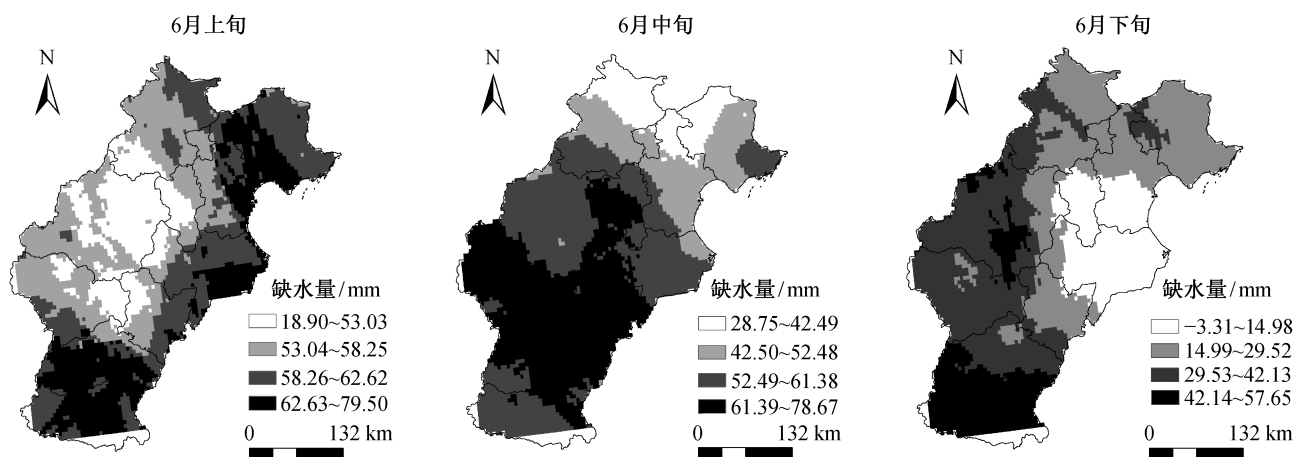 6月上旬
N
缺水量/mm
18.90~53.03
53.04~58.25
58.26~62.62
62.63~79.50
0 132 km
6月中旬
N
缺水量/mm
28.75~42.49
42.50~52.48
52.49~61.38
61.39~78.67
0 132 km
6月下旬
N
缺水量/mm
−3.31~14.98
14.99~29.52
29.53~42.13
42.14~57.65
0 132 km